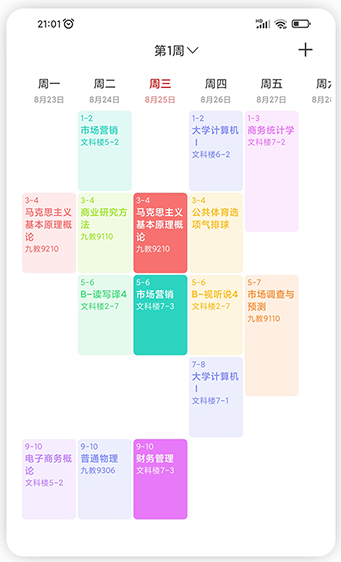 21:01
HD
第1周
周一
周二
周三
周四
周五
8月23日
8月24日
8月25日
8月26日
8月27日
8月28
1-2
市场营销
文科楼5-2
1-2
大学计算机
Ⅰ
文科楼6-2
1-3
商务统计学
文科楼7-1
3-4
马克思主义
基本原理概
论
九教9210
3-4
商业研究方
法
九教9110
3-4
马克思主义
基本原理概
论
九教9210
3-4
公共体育选
项气排球
5-6
B-读写译4
文科楼2-7
5-6
市场营销
文科楼7-3
5-6
B-视听说4
文科楼2-7
5-7
市场调查与
预测
九教9110
7-8
大学计算机
Ⅰ
文科楼7-1
9-10
电子商务概
论
文科楼5-2
9-10
普通物理
九教9306
9-10
财务管理
文科楼7-3